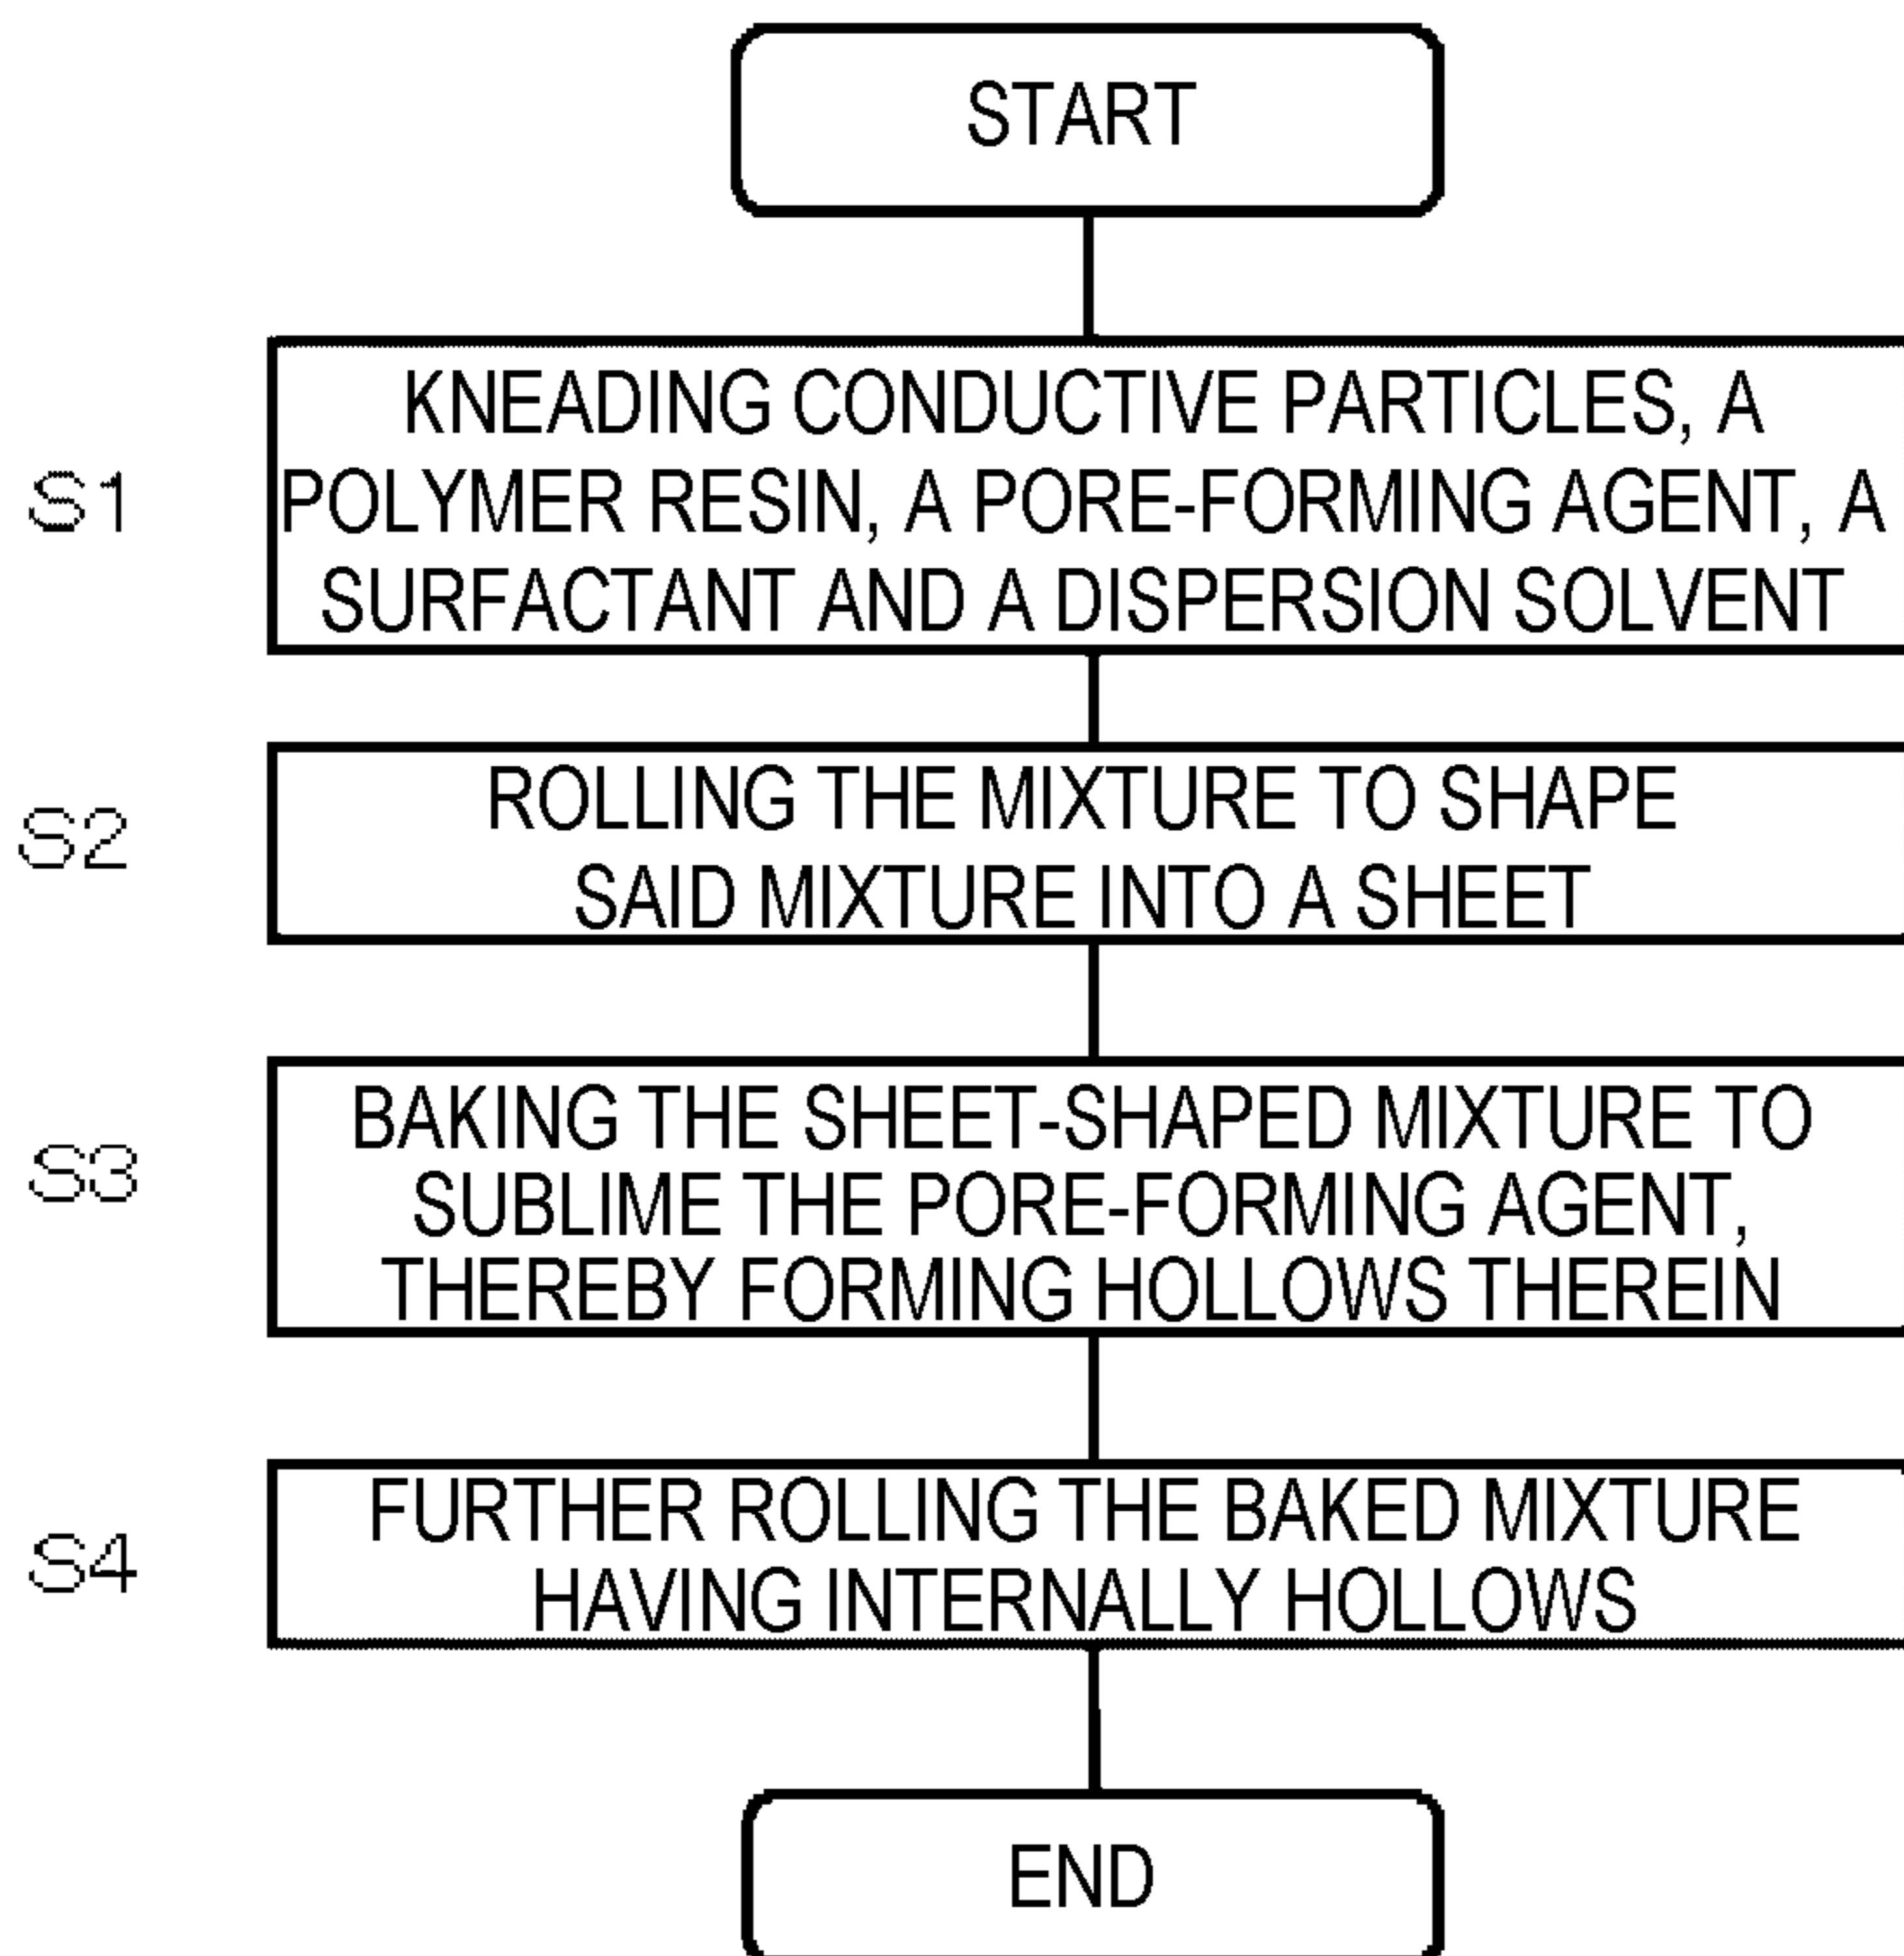 START
KNEADING CONDUCTIVE PARTICLES, A
S1
POLYMER RESIN, A PORE-FORMING AGENT, A
SURFACTANT AND A DISPERSION SOLVENT
S2
ROLLING THE MIXTURE TO SHAPE
SAID MIXTURE INTO A SHEET
S3
BAKING THE SHEET-SHAPED MIXTURE TO
SUBLIME THE PORE-FORMING AGENT,
THEREBY FORMING HOLLOWS THEREIN
S4
FURTHER ROLLING THE BAKED MIXTURE
HAVING INTERNALLY HOLLOWS
END